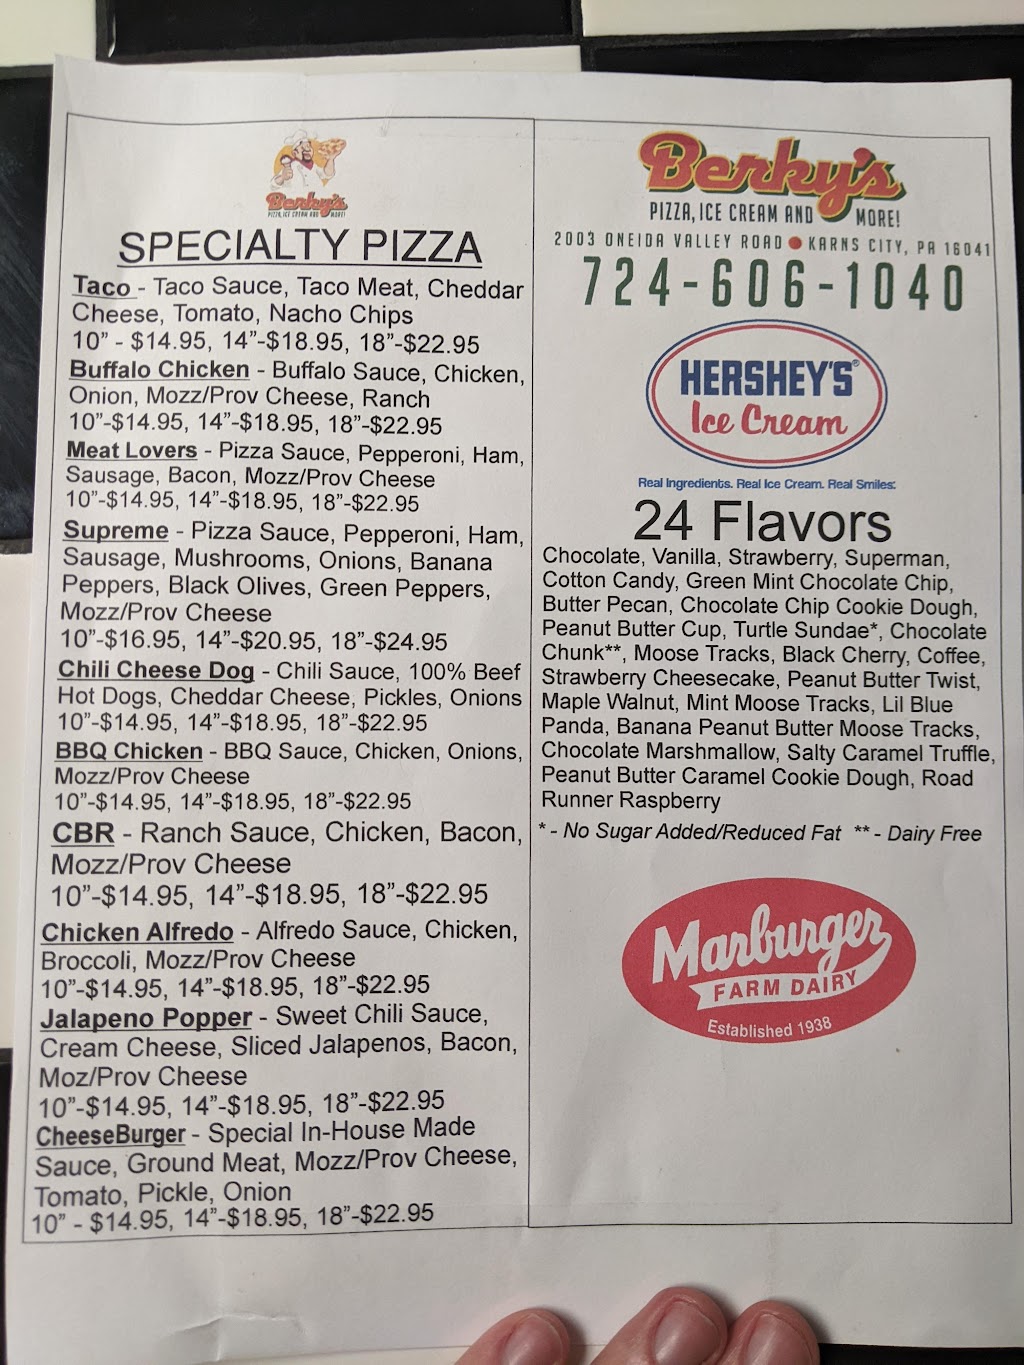 Berky's
PIZZA, ICE CREAM AND MORE!
SPECIALTY PIZZA
Taco - Taco Sauce, Taco Meat, Cheddar
Cheese, Tomato, Nacho Chips
10” - $14.95, 14”-$18.95, 18”-$22.95
Buffalo Chicken - Buffalo Sauce, Chicken,
Onion, Mozz/Prov Cheese, Ranch
10”-$14.95, 14”-$18.95, 18”-$22.95
Meat Lovers - Pizza Sauce, Pepperoni, Ham,
Sausage, Bacon, Mozz/Prov Cheese
10”-$14.95, 14”-$18.95, 18”-$22.95
Supreme - Pizza Sauce, Pepperoni, Ham,
Sausage, Mushrooms, Onions, Banana
Peppers, Black Olives, Green Peppers,
Mozz/Prov Cheese
10”-$16.95, 14”-$20.95, 18”-$24.95
Chili Cheese Dog - Chili Sauce, 100% Beef
Hot Dogs, Cheddar Cheese, Pickles, Onions
10”-$14.95, 14”-$18.95, 18”-$22.95
BBQ Chicken - BBQ Sauce, Chicken, Onions,
Mozz/Prov Cheese
10”-$14.95, 14”-$18.95, 18”-$22.95
CBR - Ranch Sauce, Chicken, Bacon,
Mozz/Prov Cheese
10”-$14.95, 14”-$18.95, 18”-$22.95
Chicken Alfredo - Alfredo Sauce, Chicken,
Broccoli, Mozz/Prov Cheese
10”-$14.95, 14”-$18.95, 18”-$22.95
Jalapeno Popper - Sweet Chili Sauce,
Cream Cheese, Sliced Jalapenos, Bacon,
Moz/Prov Cheese
10”-$14.95, 14”-$18.95, 18”-$22.95
CheeseBurger - Special In-House Made
Sauce, Ground Meat, Mozz/Prov Cheese,
Tomato, Pickle, Onion
10” - $14.95, 14”-$18.95, 18”-$22.95
Berky's
PIZZA, ICE CREAM AND MORE!
2003 ONEIDA VALLEY ROAD • KARNS CITY, PA 16041
724-606-1040
HERSHEY'S®
Ice Cream
Real Ingredients. Real Ice Cream. Real Smiles.
24 Flavors
Chocolate, Vanilla, Strawberry, Superman,
Cotton Candy, Green Mint Chocolate Chip,
Butter Pecan, Chocolate Chip Cookie Dough,
Peanut Butter Cup, Turtle Sundae*, Chocolate
Chunk**, Moose Tracks, Black Cherry, Coffee,
Strawberry Cheesecake, Peanut Butter Twist,
Maple Walnut, Mint Moose Tracks, Lil Blue
Panda, Banana Peanut Butter Moose Tracks,
Chocolate Marshmallow, Salty Caramel Truffle,
Peanut Butter Caramel Cookie Dough, Road
Runner Raspberry
* - No Sugar Added/Reduced Fat ** - Dairy Free
Marburger
FARM DAIRY
Established 1938